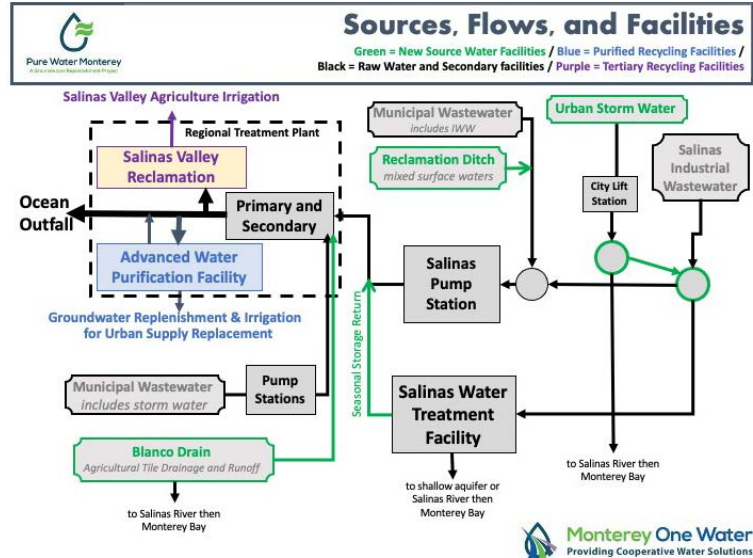 Sources, Flows, and Facilities
Green = New Source Water Facilities / Blue = Purified Recycling Facilities /
Black = Raw Water and Secondary facilities / Purple = Tertiary Recycling Facilities
Pure Water Monterey
A Groundwater Replenishment Project
Salinas Valley Agriculture Irrigation
Regional Treatment Plant
Salinas Valley
Reclamation
Ocean
Outfall
Primary and
Secondary
Advanced Water
Purification Facility
Groundwater Replenishment & Irrigation
for Urban Supply Replacement
Municipal Wastewater
includes IWW
Reclamation Ditch
mixed surface waters
Urban Storm Water
City Lift
Station
Salinas
Industrial
Wastewater
Salinas
Pump
Station
Seasonal Storage Return
Municipal Wastewater
includes storm water
Pump
Stations
Salinas Water
Treatment
Facility
Blanco Drain
Agricultural Tile Drainage and Runoff
to Salinas River then
Monterey Bay
to shallow aquifer or
Salinas River then
Monterey Bay
to Salinas River then
Monterey Bay
Monterey One Water
Providing Cooperative Water Solutions